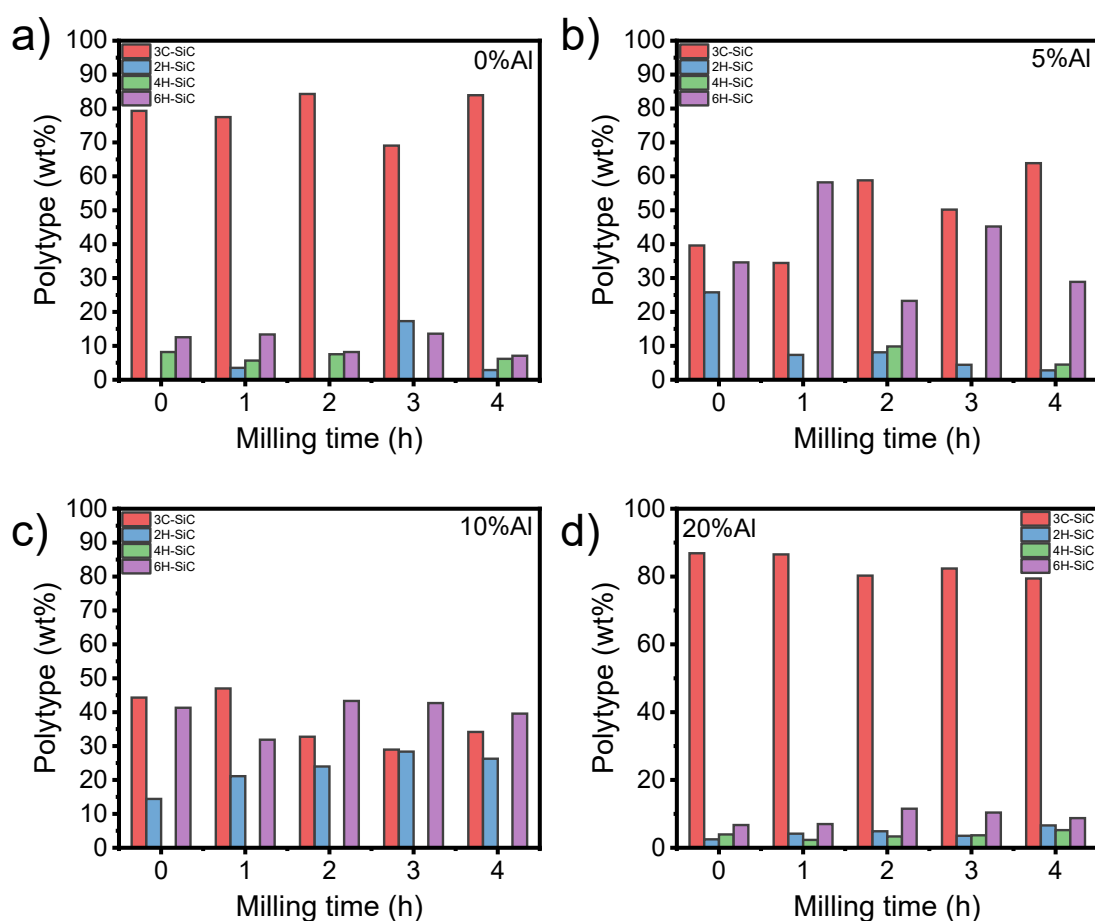 a)
0%Al
3C-SiC
2H-SiC
4H-SiC
6H-SiC
100
90
80
70
60
50
40
30
20
10
0
Polytype (wt%)
0 1 2 3 4
Milling time (h)
b)
5%Al
3C-SiC
2H-SiC
4H-SiC
6H-SiC
100
90
80
70
60
50
40
30
20
10
0
Polytype (wt%)
0 1 2 3 4
Milling time (h)
c)
10%Al
3C-SiC
2H-SiC
4H-SiC
6H-SiC
100
90
80
70
60
50
40
30
20
10
0
Polytype (wt%)
0 1 2 3 4
Milling time (h)
d)
20%Al
3C-SiC
2H-SiC
4H-SiC
6H-SiC
100
80
60
40
20
0
Polytype (wt%)
0 1 2 3 4
Milling time (h)